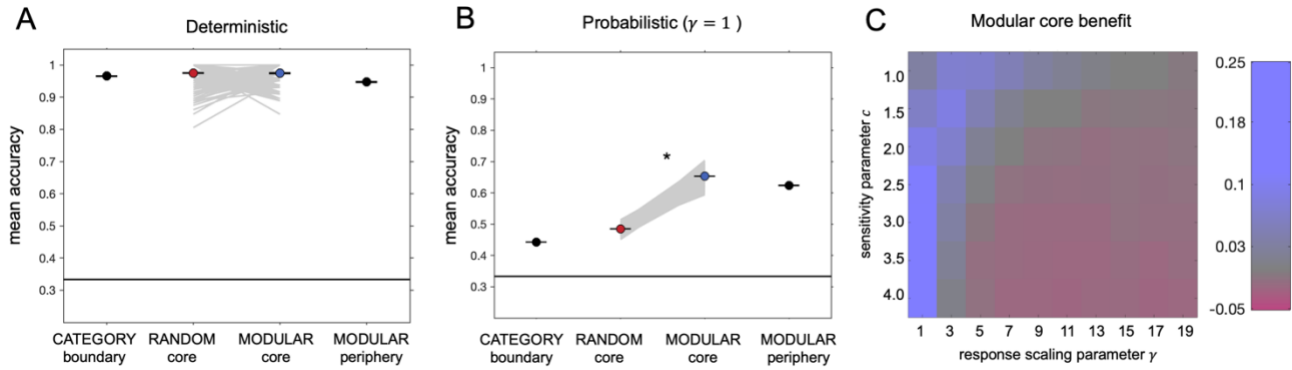 A
Deterministic
mean accuracy
1
0.9
0.8
0.7
0.6
0.5
0.4
0.3
CATEGORY boundary
RANDOM core
MODULAR core
MODULAR periphery
B
Probabilistic (γ = 1 )
mean accuracy
1
0.9
0.8
0.7
0.6
0.5
0.4
0.3
*
CATEGORY boundary
RANDOM core
MODULAR core
MODULAR periphery
C
Modular core benefit
sensitivity parameter c
1.0
1.5
2.0
2.5
3.0
3.5
4.0
1 3 5 7 9 11 13 15 17 19
response scaling parameter γ
0.25
0.18
0.1
0.03
-0.05